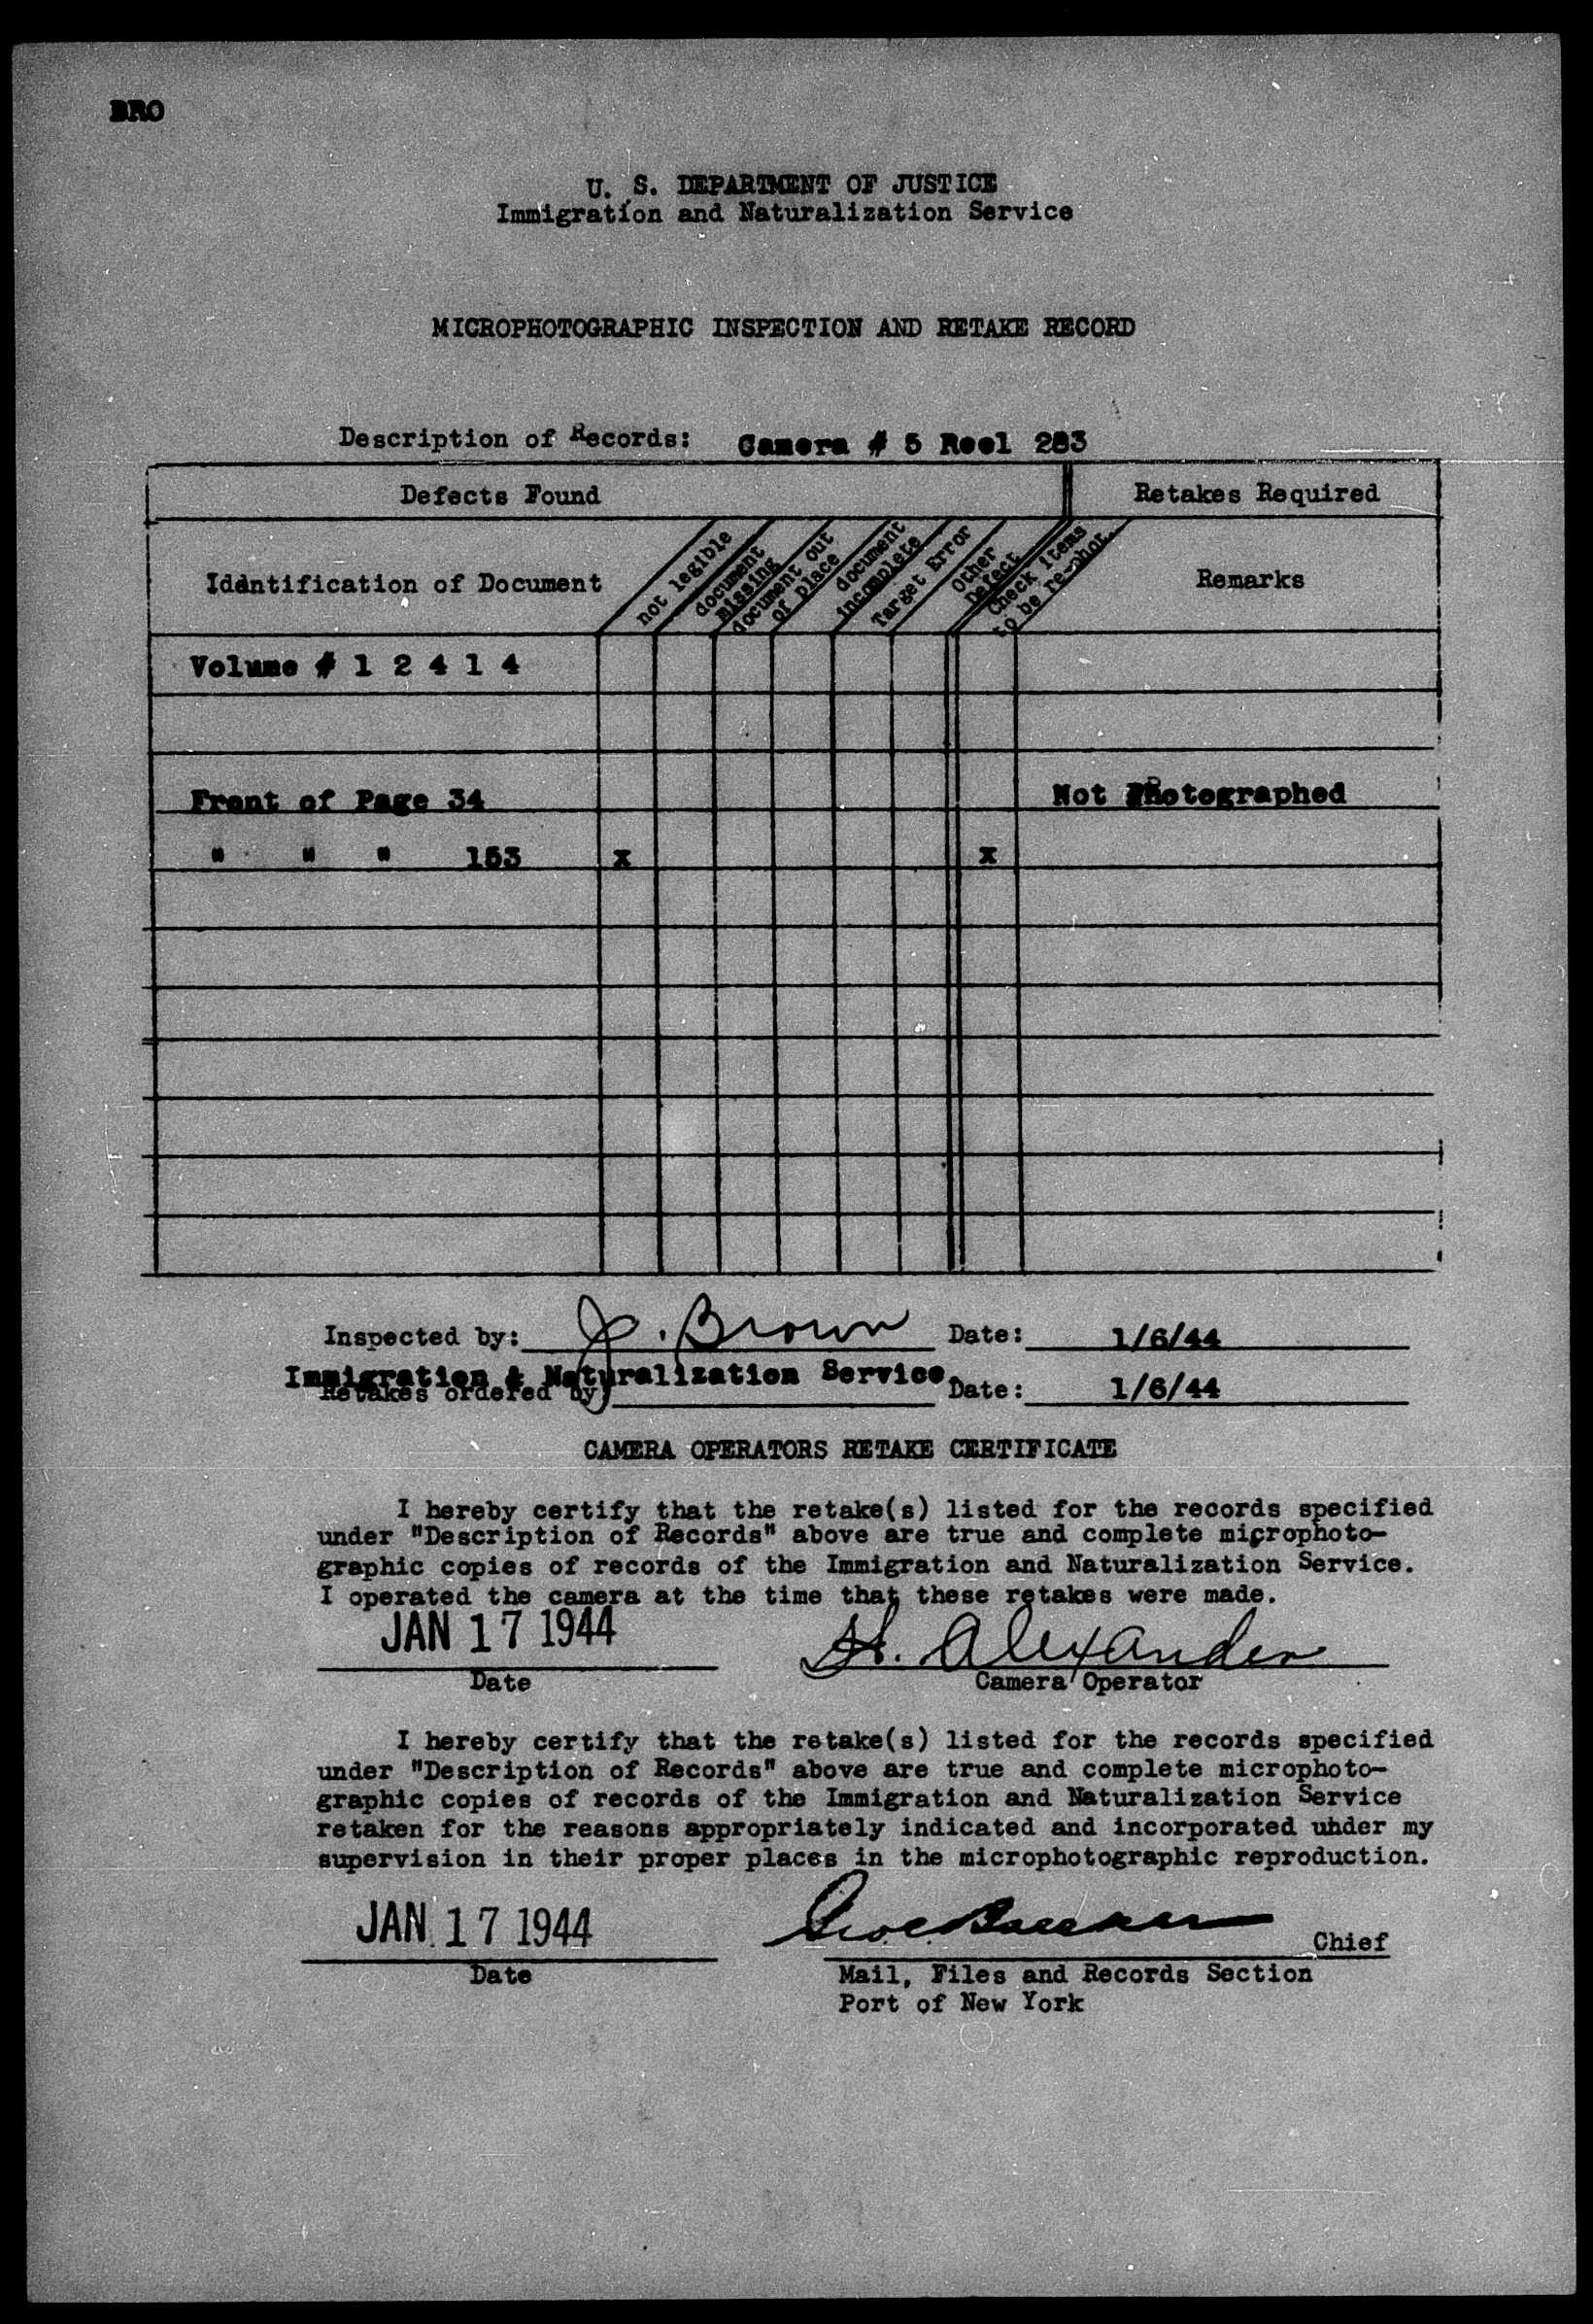 BRO
U. S. DEPARTMENT OF JUSTICE
Immigration and Naturalization Service
MICROPHOTOGRAPHIC INSPECTION AND RETAKE RECORD
Description of Records: Camera # 5 Reel 283
Defects Found
Retakes Required
Identification of Document
not legible
document missing
document out of place
document incomplete
Target Error
Other Defect
Check Items to be re-phot.
Remarks
Volume # 1 2 4 1 4
Front of Page 34 Not Photographed
" " " 153 x x
Inspected by: J. Brown Date: 1/6/44
Immigration & Naturalization Service.
Retakes ordered by Date: 1/6/44
CAMERA OPERATORS RETAKE CERTIFICATE
I hereby certify that the retake(s) listed for the records specified
under "Description of Records" above are true and complete microphoto-
graphic copies of records of the Immigration and Naturalization Service.
I operated the camera at the time that these retakes were made.
JAN 17 1944 H. Alexander
Date Camera Operator
I hereby certify that the retake(s) listed for the records specified
under "Description of Records" above are true and complete microphoto-
graphic copies of records of the Immigration and Naturalization Service
retaken for the reasons appropriately indicated and incorporated under my
supervision in their proper places in the microphotographic reproduction.
JAN 17 1944 Chief
Date Mail, Files and Records Section
Port of New York